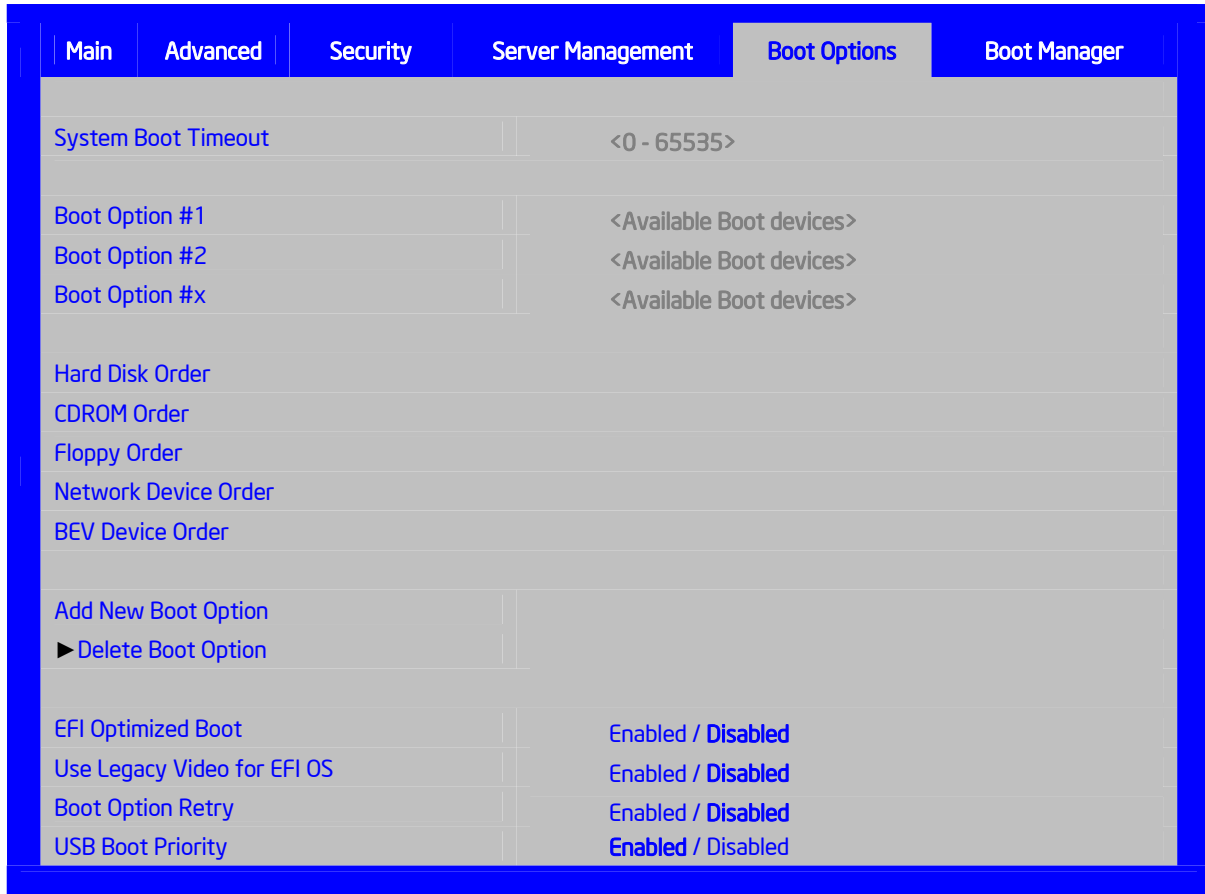 Main Advanced Security Server Management Boot Options Boot Manager
System Boot Timeout <0 - 65535>
Boot Option #1 <Available Boot devices>
Boot Option #2 <Available Boot devices>
Boot Option #x <Available Boot devices>
Hard Disk Order
CDROM Order
Floppy Order
Network Device Order
BEV Device Order
Add New Boot Option
►Delete Boot Option
EFI Optimized Boot Enabled / Disabled
Use Legacy Video for EFI OS Enabled / Disabled
Boot Option Retry Enabled / Disabled
USB Boot Priority Enabled / Disabled